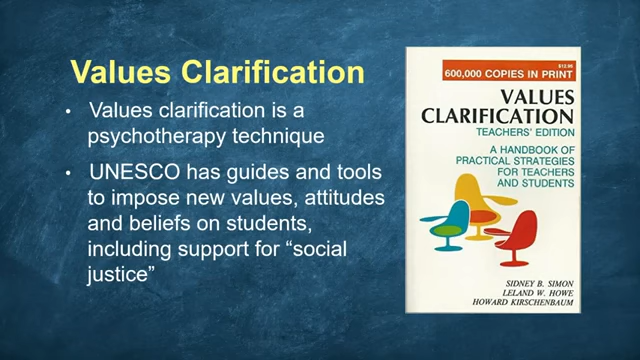 Values Clarification
• Values clarification is a
psychotherapy technique
• UNESCO has guides and tools
to impose new values, attitudes
and beliefs on students,
including support for “social
justice”
600,000 COPIES IN PRINT
VALUES
CLARIFICATION
TEACHERS' EDITION
A HANDBOOK OF
PRACTICAL STRATEGIES
FOR TEACHERS
AND STUDENTS
SIDNEY B. SIMON
LELAND W. HOWE
HOWARD KIRSCHENBAUM